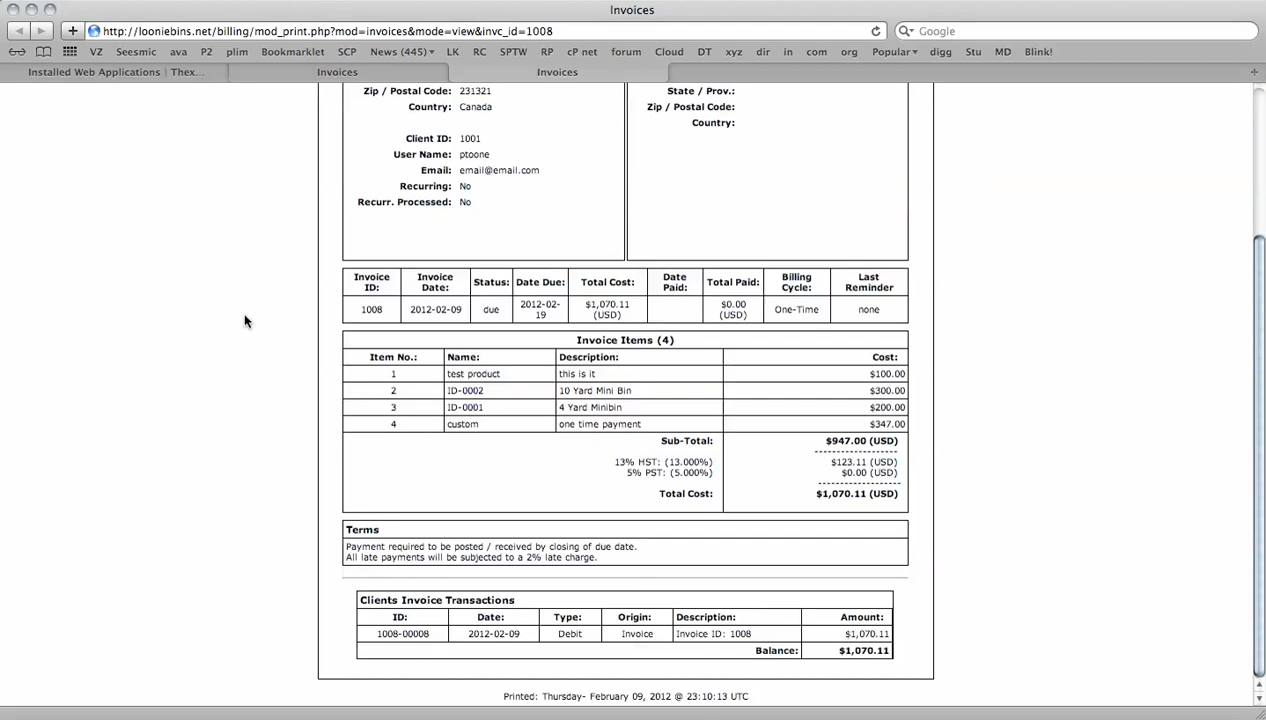 Invoices
http://looniebins.net/billing/mod_print.php?mod=invoices&mode=view&invc_id=1008
Google
VZ Seesmic ava P2 plim Bookmarklet SCP News (445) LK RC SPTW RP cP net forum Cloud DT xyz dir in com org Popular digg Stu MD Blink!
Installed Web Applications | Thex... Invoices Invoices
Zip / Postal Code: 231321 State / Prov.:
Country: Canada Zip / Postal Code:
Country:
Client ID: 1001
User Name: ptoone
Email: email@email.com
Recurring: No
Recurr. Processed: No
Invoice ID: Invoice Date: Status: Date Due: Total Cost: Date Paid: Total Paid: Billing Cycle: Last Reminder
1008 2012-02-09 due 2012-02-19 $1,070.11 (USD) $0.00 (USD) One-Time none
Invoice Items (4)
Item No.: Name: Description: Cost:
1 test product this is it $100.00
2 ID-0002 10 Yard Mini Bin $300.00
3 ID-0001 4 Yard Minibin $200.00
4 custom one time payment $347.00
Sub-Total: $947.00 (USD)
13% HST: (13.000%) $123.11 (USD)
5% PST: (5.000%) $0.00 (USD)
Total Cost: $1,070.11 (USD)
Terms
Payment required to be posted / received by closing of due date.
All late payments will be subjected to a 2% late charge.
Clients Invoice Transactions
ID: Date: Type: Origin: Description: Amount:
1008-00008 2012-02-09 Debit Invoice Invoice ID: 1008 $1,070.11
Balance: $1,070.11
Printed: Thursday- February 09, 2012 @ 23:10:13 UTC